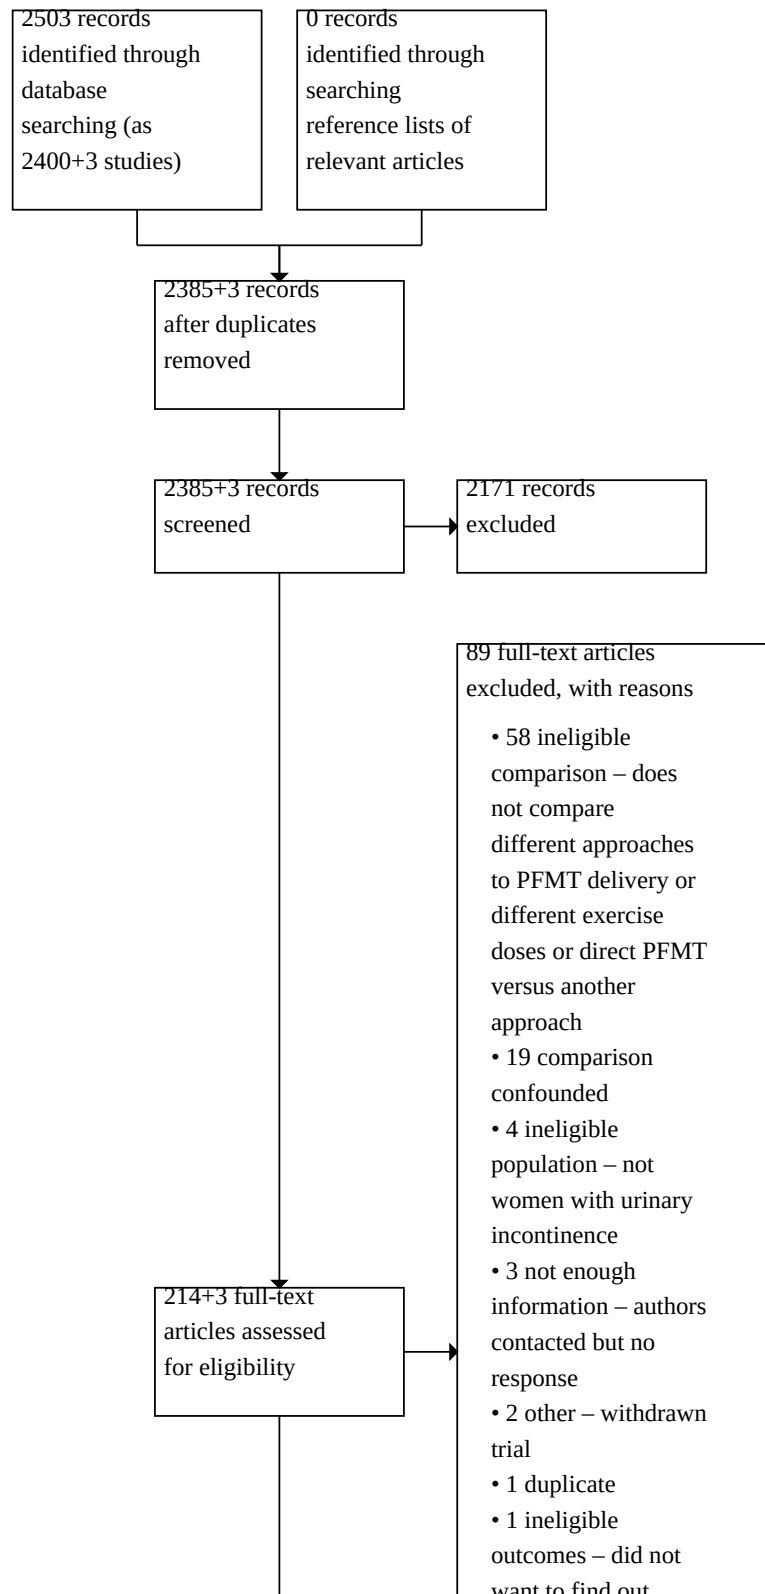 2503 records
identified through
database
searching (as
2400+3 studies)
0 records
identified through
searching
reference lists of
relevant articles
2385+3 records
after duplicates
removed
2385+3 records
screened
2171 records
excluded
89 full-text articles
excluded, with reasons
• 58 ineligible
comparison – does
not compare
different approaches
to PFMT delivery or
different exercise
doses or direct PFMT
versus another
approach
• 19 comparison
confounded
• 4 ineligible
population – not
women with urinary
incontinence
• 3 not enough
information – authors
contacted but no
response
• 2 other – withdrawn
trial
• 1 duplicate
• 1 ineligible
outcomes – did not
want to find out
214+3 full-text
articles assessed
for eligibility